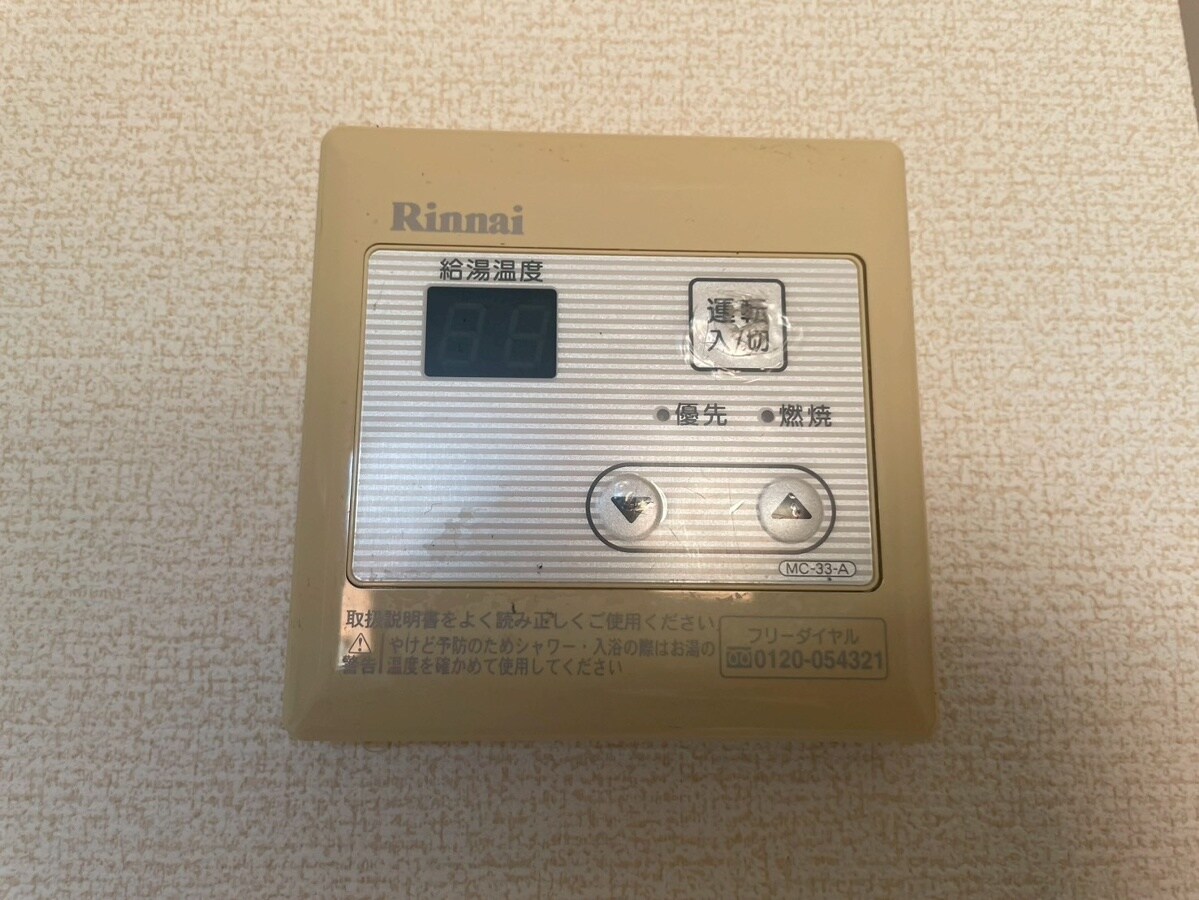 Rinnai
給湯温度
運転
入/切
優先
燃焼
MC-33-A
取扱説明書をよく読み正しくご使用ください
警告
やけど予防のためシャワー・入浴の際はお湯の
温度を確かめて使用してください
フリーダイヤル
0120-054321